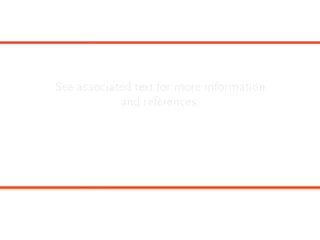 See associated text for more information
and references.